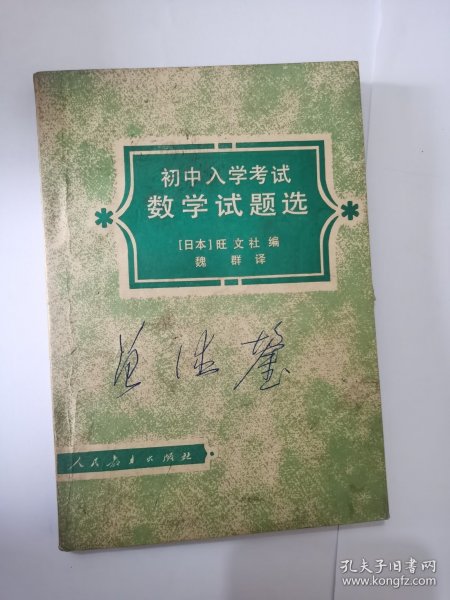 初中入学考试
数学试题选
[日本] 旺文社 编
魏 群 译
人民教育出版社
孔夫子旧书网
www.kongfz.com